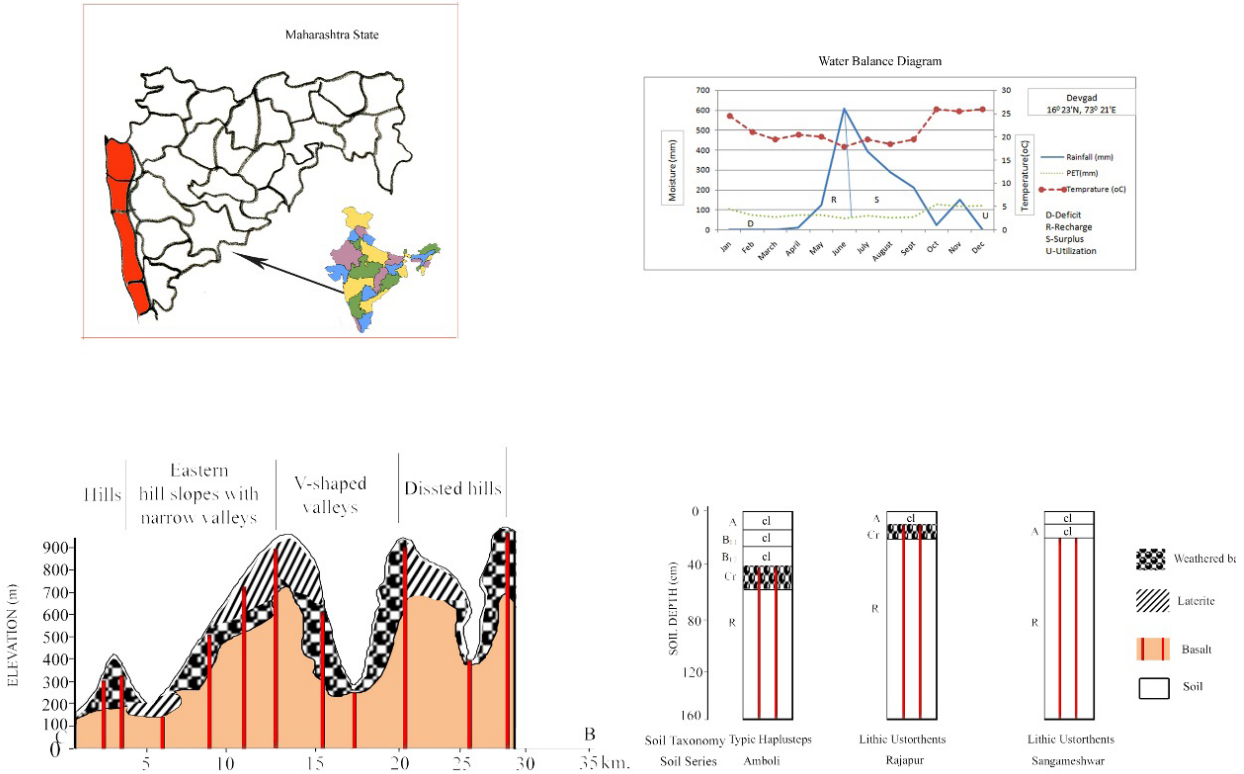 Maharashtra State
Water Balance Diagram
700
600
500
400
300
200
100
0
Moisture (mm)
30
25
20
15
10
5
0
Temperature(oC)
Jan
Feb
March
April
May
June
July
August
Sept
Oct
Nov
Dec
D
R
S
U
Devgad
16⁰ 23'N, 73⁰ 21'E
Rainfall (mm)
PET(mm)
Temprature (oC)
D-Deficit
R-Recharge
S-Surplus
U-Utilization
Hills
Eastern
hill slopes with
narrow valleys
V-shaped
valleys
Dissted hills
ELEVATION (m)
900
800
700
600
500
400
300
200
100
0
B
5
10
15
20
25
30
35 km.
SOIL DEPTH (cm)
0
40
80
120
160
A
B
B
Cr
R
cl
cl
cl
A
Cr
R
cl
A
R
cl
cl
Weathered ba
Laterite
Basalt
Soil
Soil Taxonomy Typic Haplusteps Lithic Ustorthents Lithic Ustorthents
Soil Series Amboli Rajapur Sangameshwar